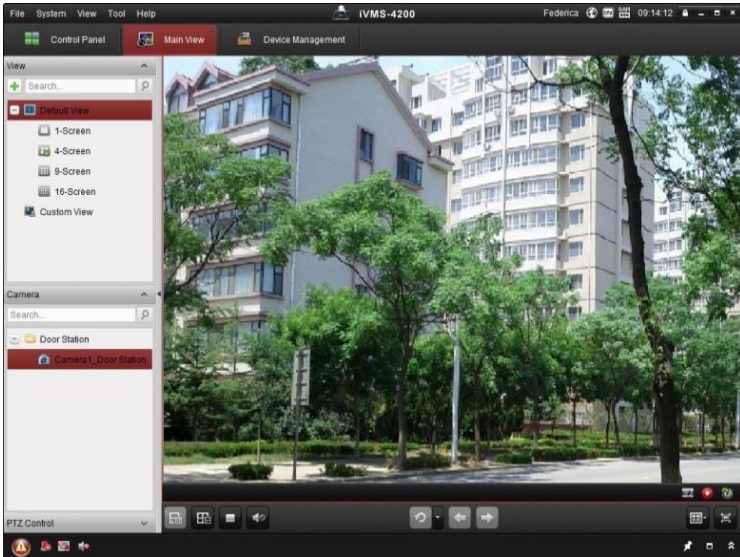 File System View Tool Help iVMS-4200 Federica 09:14:12
Control Panel Main View Device Management
View
Search...
Default View
1-Screen
4-Screen
9-Screen
16-Screen
Custom View
Camera
Search...
Door Station
Camera1_Door Station
PTZ Control